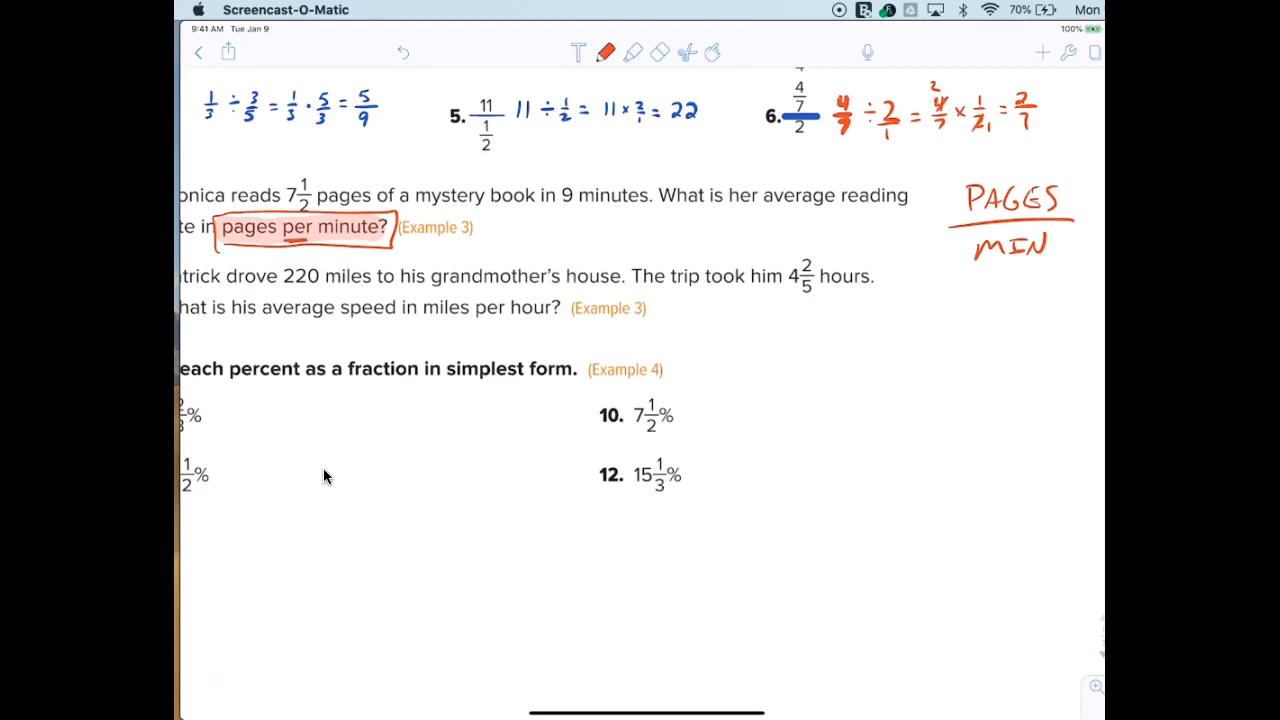 Screencast-O-Matic 70% Mon
9:41 AM Tue Jan 9 100%
T
1/3 ÷ 3/5 = 1/3 · 5/3 = 5/9
5. 11/(1/2) 11 ÷ 1/2 = 11 × 2/1 = 22
6. (4/7)/2 4/7 ÷ 2/1 = 4/7 × 1/2 = 2/7
onica reads 7 1/2 pages of a mystery book in 9 minutes. What is her average reading
te in pages per minute? (Example 3)
PAGES
MIN
trick drove 220 miles to his grandmother's house. The trip took him 4 2/5 hours.
hat is his average speed in miles per hour? (Example 3)
each percent as a fraction in simplest form. (Example 4)
2/3%
10. 7 1/2%
1/2%
12. 15 1/3%